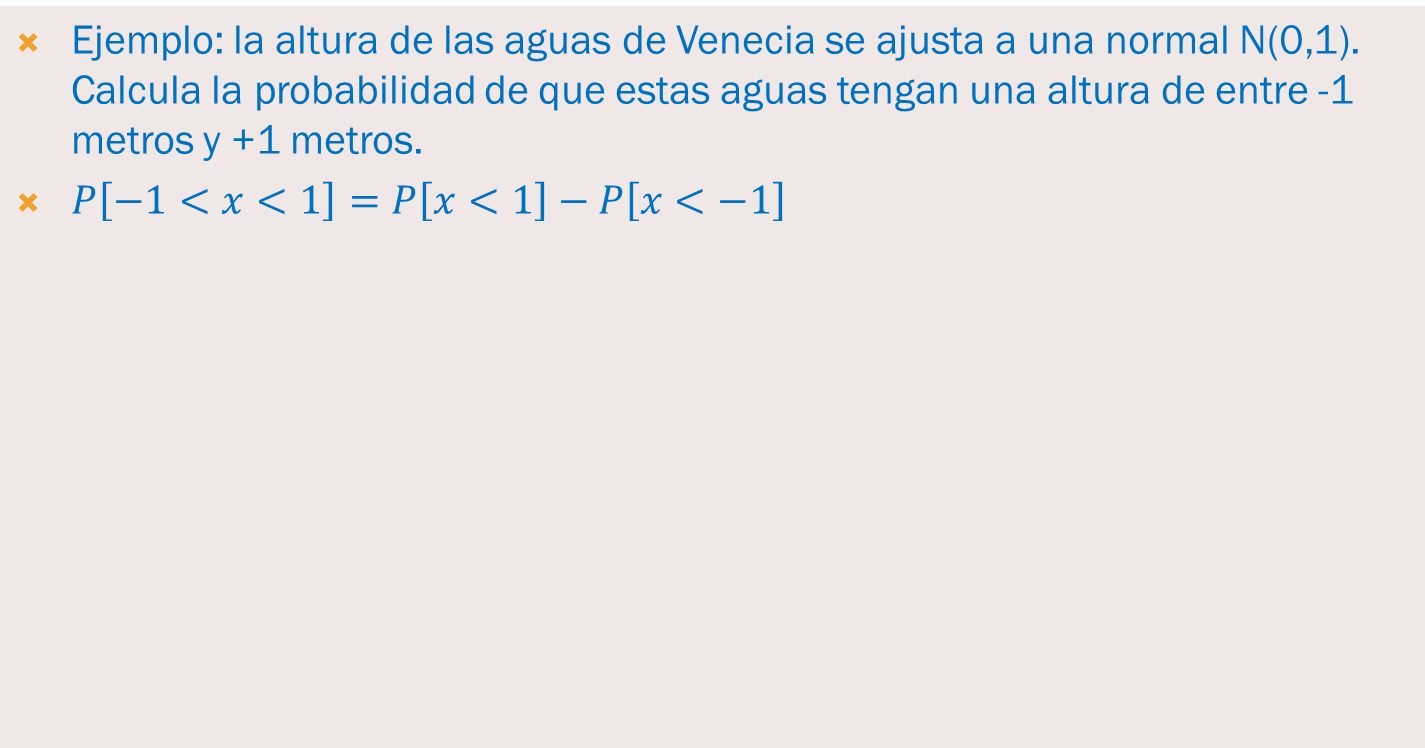 Ejemplo: la altura de las aguas de Venecia se ajusta a una normal N(0,1).
Calcula la probabilidad de que estas aguas tengan una altura de entre -1
metros y +1 metros.
P[−1 < x < 1] = P[x < 1] − P[x < −1]